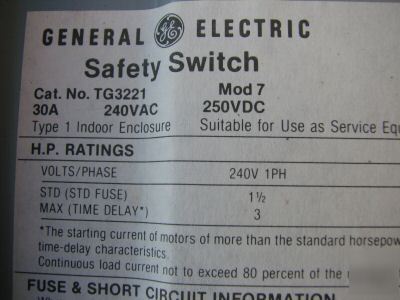 GENERAL GE ELECTRIC
Safety Switch
Cat. No. TG3221 Mod 7
30A 240VAC 250VDC
Type 1 Indoor Enclosure Suitable for Use as Service Equ
H.P. RATINGS
VOLTS/PHASE 240V 1PH
STD (STD FUSE) 1½
MAX (TIME DELAY*) 3
*The starting current of motors of more than the standard horsepow
time-delay characteristics.
Continuous load current not to exceed 80 percent of the
FUSE & SHORT CIRCUIT INFORMATION